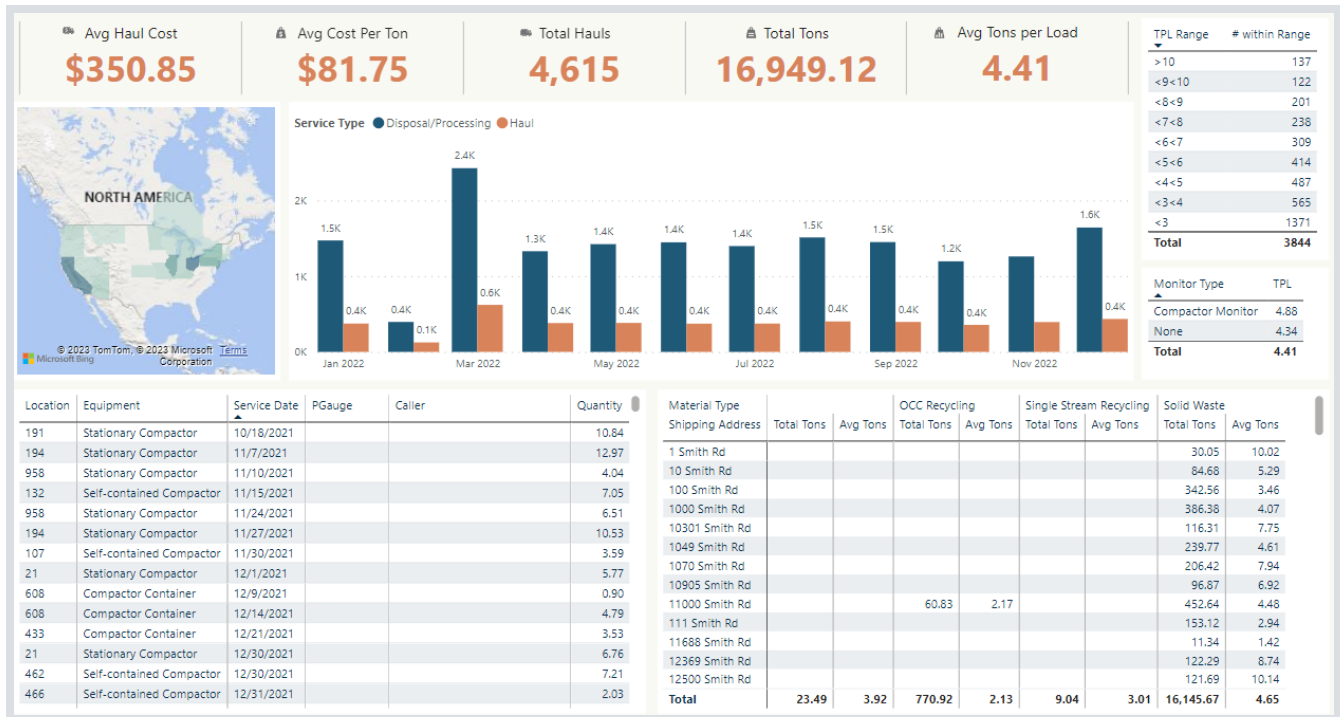 Avg Haul Cost
$350.85
Avg Cost Per Ton
$81.75
Total Hauls
4,615
Total Tons
16,949.12
Avg Tons per Load
4.41
TPL Range # within Range
>10 137
<9<10 122
<8<9 201
<7<8 238
<6<7 309
<5<6 414
<4<5 487
<3<4 565
<3 1371
Total 3844
NORTH AMERICA
© 2023 TomTom, © 2023 Microsoft Corporation Terms
Microsoft Bing
Service Type Disposal/Processing Haul
2K
1K
0K
1.5K 0.4K 0.4K 0.1K 2.4K 0.6K 1.3K 0.4K 1.4K 0.4K 1.4K 0.4K 1.4K 0.4K 1.5K 0.4K 1.5K 0.4K 1.2K 0.4K 1.6K 0.4K
Jan 2022 Mar 2022 May 2022 Jul 2022 Sep 2022 Nov 2022
Monitor Type TPL
Compactor Monitor 4.88
None 4.34
Total 4.41
Location Equipment Service Date PGauge Caller Quantity
191 Stationary Compactor 10/18/2021 10.84
194 Stationary Compactor 11/7/2021 12.97
958 Stationary Compactor 11/10/2021 4.04
132 Self-contained Compactor 11/15/2021 7.05
958 Stationary Compactor 11/24/2021 6.51
194 Stationary Compactor 11/27/2021 10.53
107 Self-contained Compactor 11/30/2021 3.59
21 Stationary Compactor 12/1/2021 5.77
608 Compactor Container 12/9/2021 0.90
608 Compactor Container 12/14/2021 4.79
433 Compactor Container 12/21/2021 3.53
21 Stationary Compactor 12/30/2021 6.76
462 Self-contained Compactor 12/30/2021 7.21
466 Self-contained Compactor 12/31/2021 2.03
Material Type OCC Recycling Single Stream Recycling Solid Waste
Shipping Address Total Tons Avg Tons Total Tons Avg Tons Total Tons Avg Tons Total Tons Avg Tons
1 Smith Rd 30.05 10.02
10 Smith Rd 84.68 5.29
100 Smith Rd 342.56 3.46
1000 Smith Rd 386.38 4.07
10301 Smith Rd 116.31 7.75
1049 Smith Rd 239.77 4.61
1070 Smith Rd 206.42 7.94
10905 Smith Rd 96.87 6.92
11000 Smith Rd 60.83 2.17 452.64 4.48
111 Smith Rd 153.12 2.94
11688 Smith Rd 11.34 1.42
12369 Smith Rd 122.29 8.74
12500 Smith Rd 121.69 10.14
Total 23.49 3.92 770.92 2.13 9.04 3.01 16,145.67 4.65